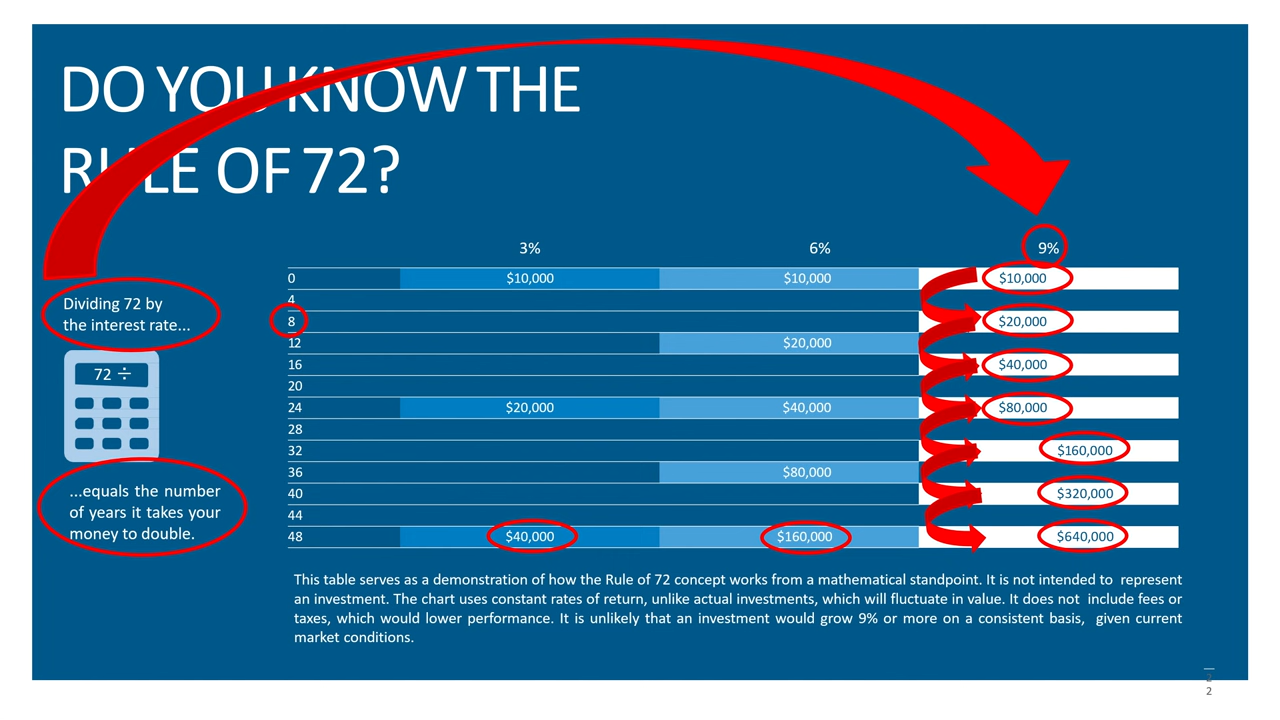 DO YOU KNOW THE
RULE OF 72?
3% 6% 9%
0 $10,000 $10,000 $10,000
4
8 $20,000
12 $20,000
16 $40,000
20
24 $20,000 $40,000 $80,000
28
32 $160,000
36 $80,000
40 $320,000
44
48 $40,000 $160,000 $640,000
Dividing 72 by
the interest rate...
72 ÷
...equals the number
of years it takes your
money to double.
This table serves as a demonstration of how the Rule of 72 concept works from a mathematical standpoint. It is not intended to represent
an investment. The chart uses constant rates of return, unlike actual investments, which will fluctuate in value. It does not include fees or
taxes, which would lower performance. It is unlikely that an investment would grow 9% or more on a consistent basis, given current
market conditions.
2
2